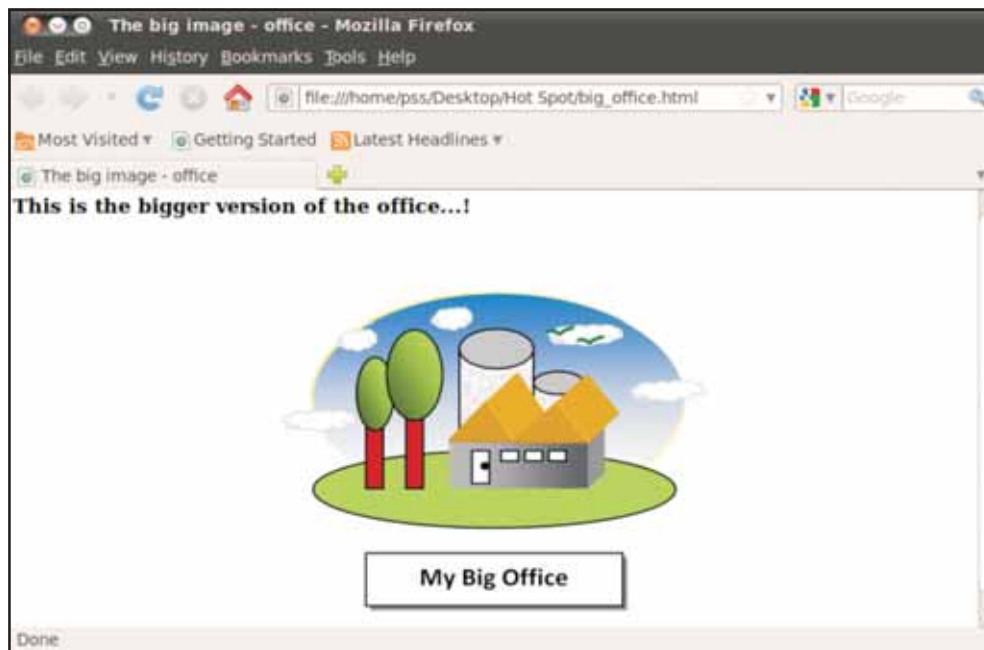 The big image - office - Mozilla Firefox
File Edit View History Bookmarks Tools Help
file:///home/pss/Desktop/Hot Spot/big_office.html Google
Most Visited Getting Started Latest Headlines
The big image - office
This is the bigger version of the office...!
My Big Office
Done